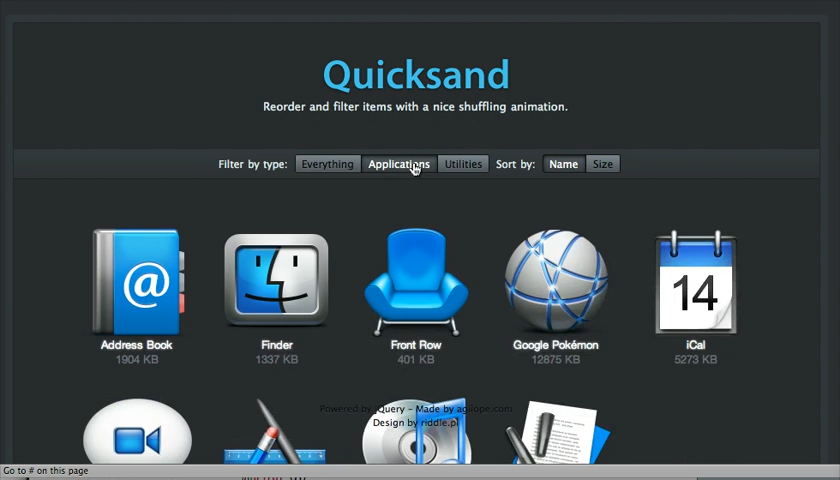 Quicksand
Reorder and filter items with a nice shuffling animation.
Filter by type: Everything Applications Utilities Sort by: Name Size
@ 14
Address Book Finder Front Row Google Pokémon iCal
1904 KB 1337 KB 401 KB 12875 KB 5273 KB
Powered by jQuery - Made by agilope.com
Design by riddle.pl
Go to # on this page